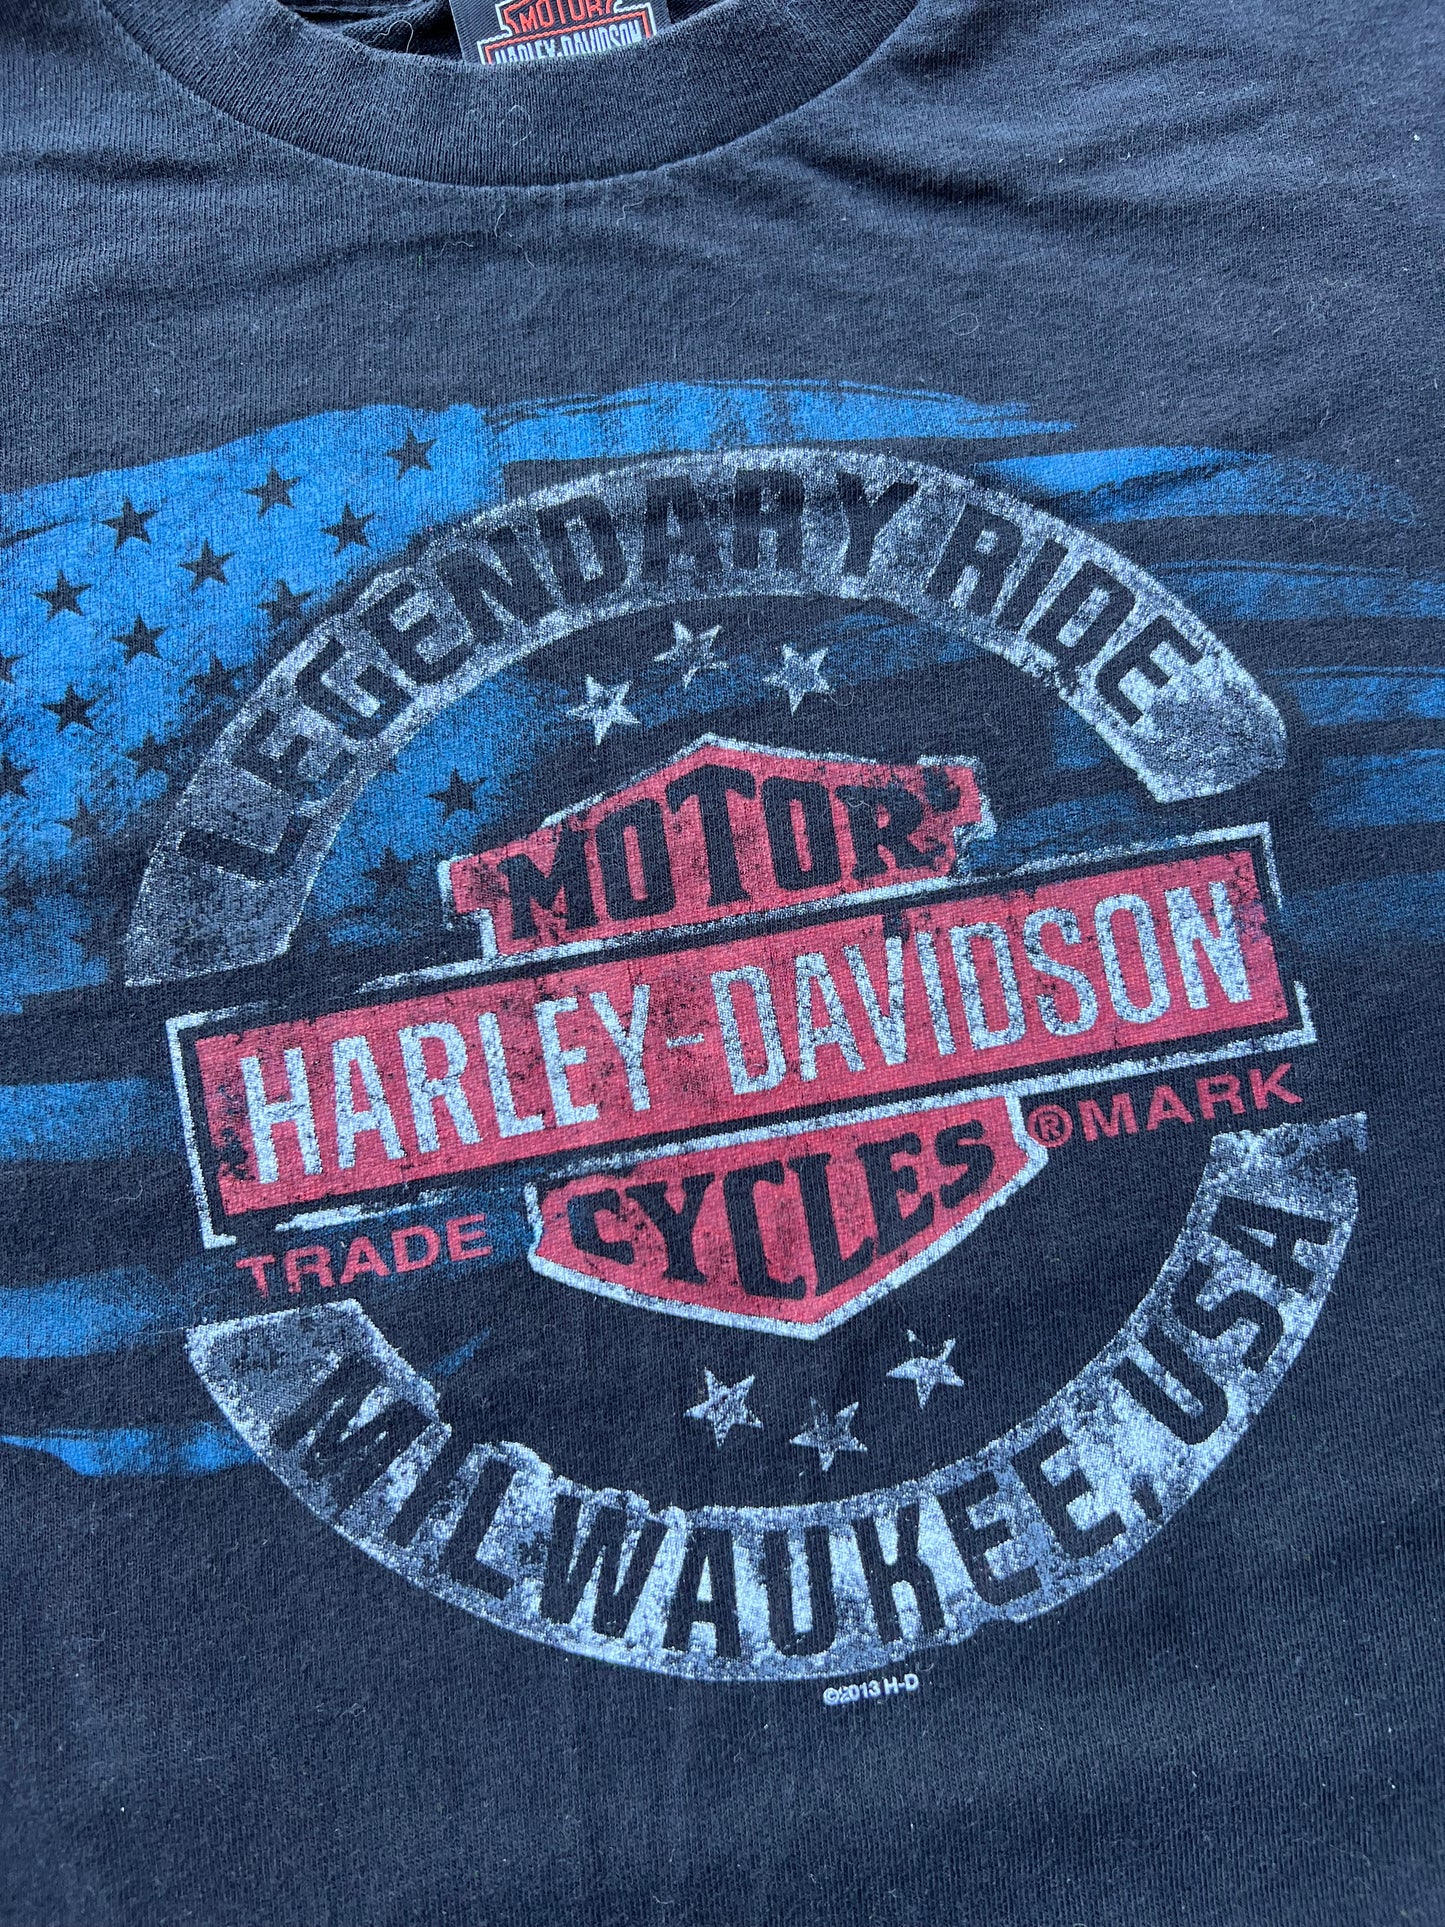 MOTOR
HARLEY-DAVIDSON
LEGENDARY RIDE
MOTOR
HARLEY-DAVIDSON
TRADE ®MARK
CYCLES
MILWAUKEE, USA
©2013 H-D